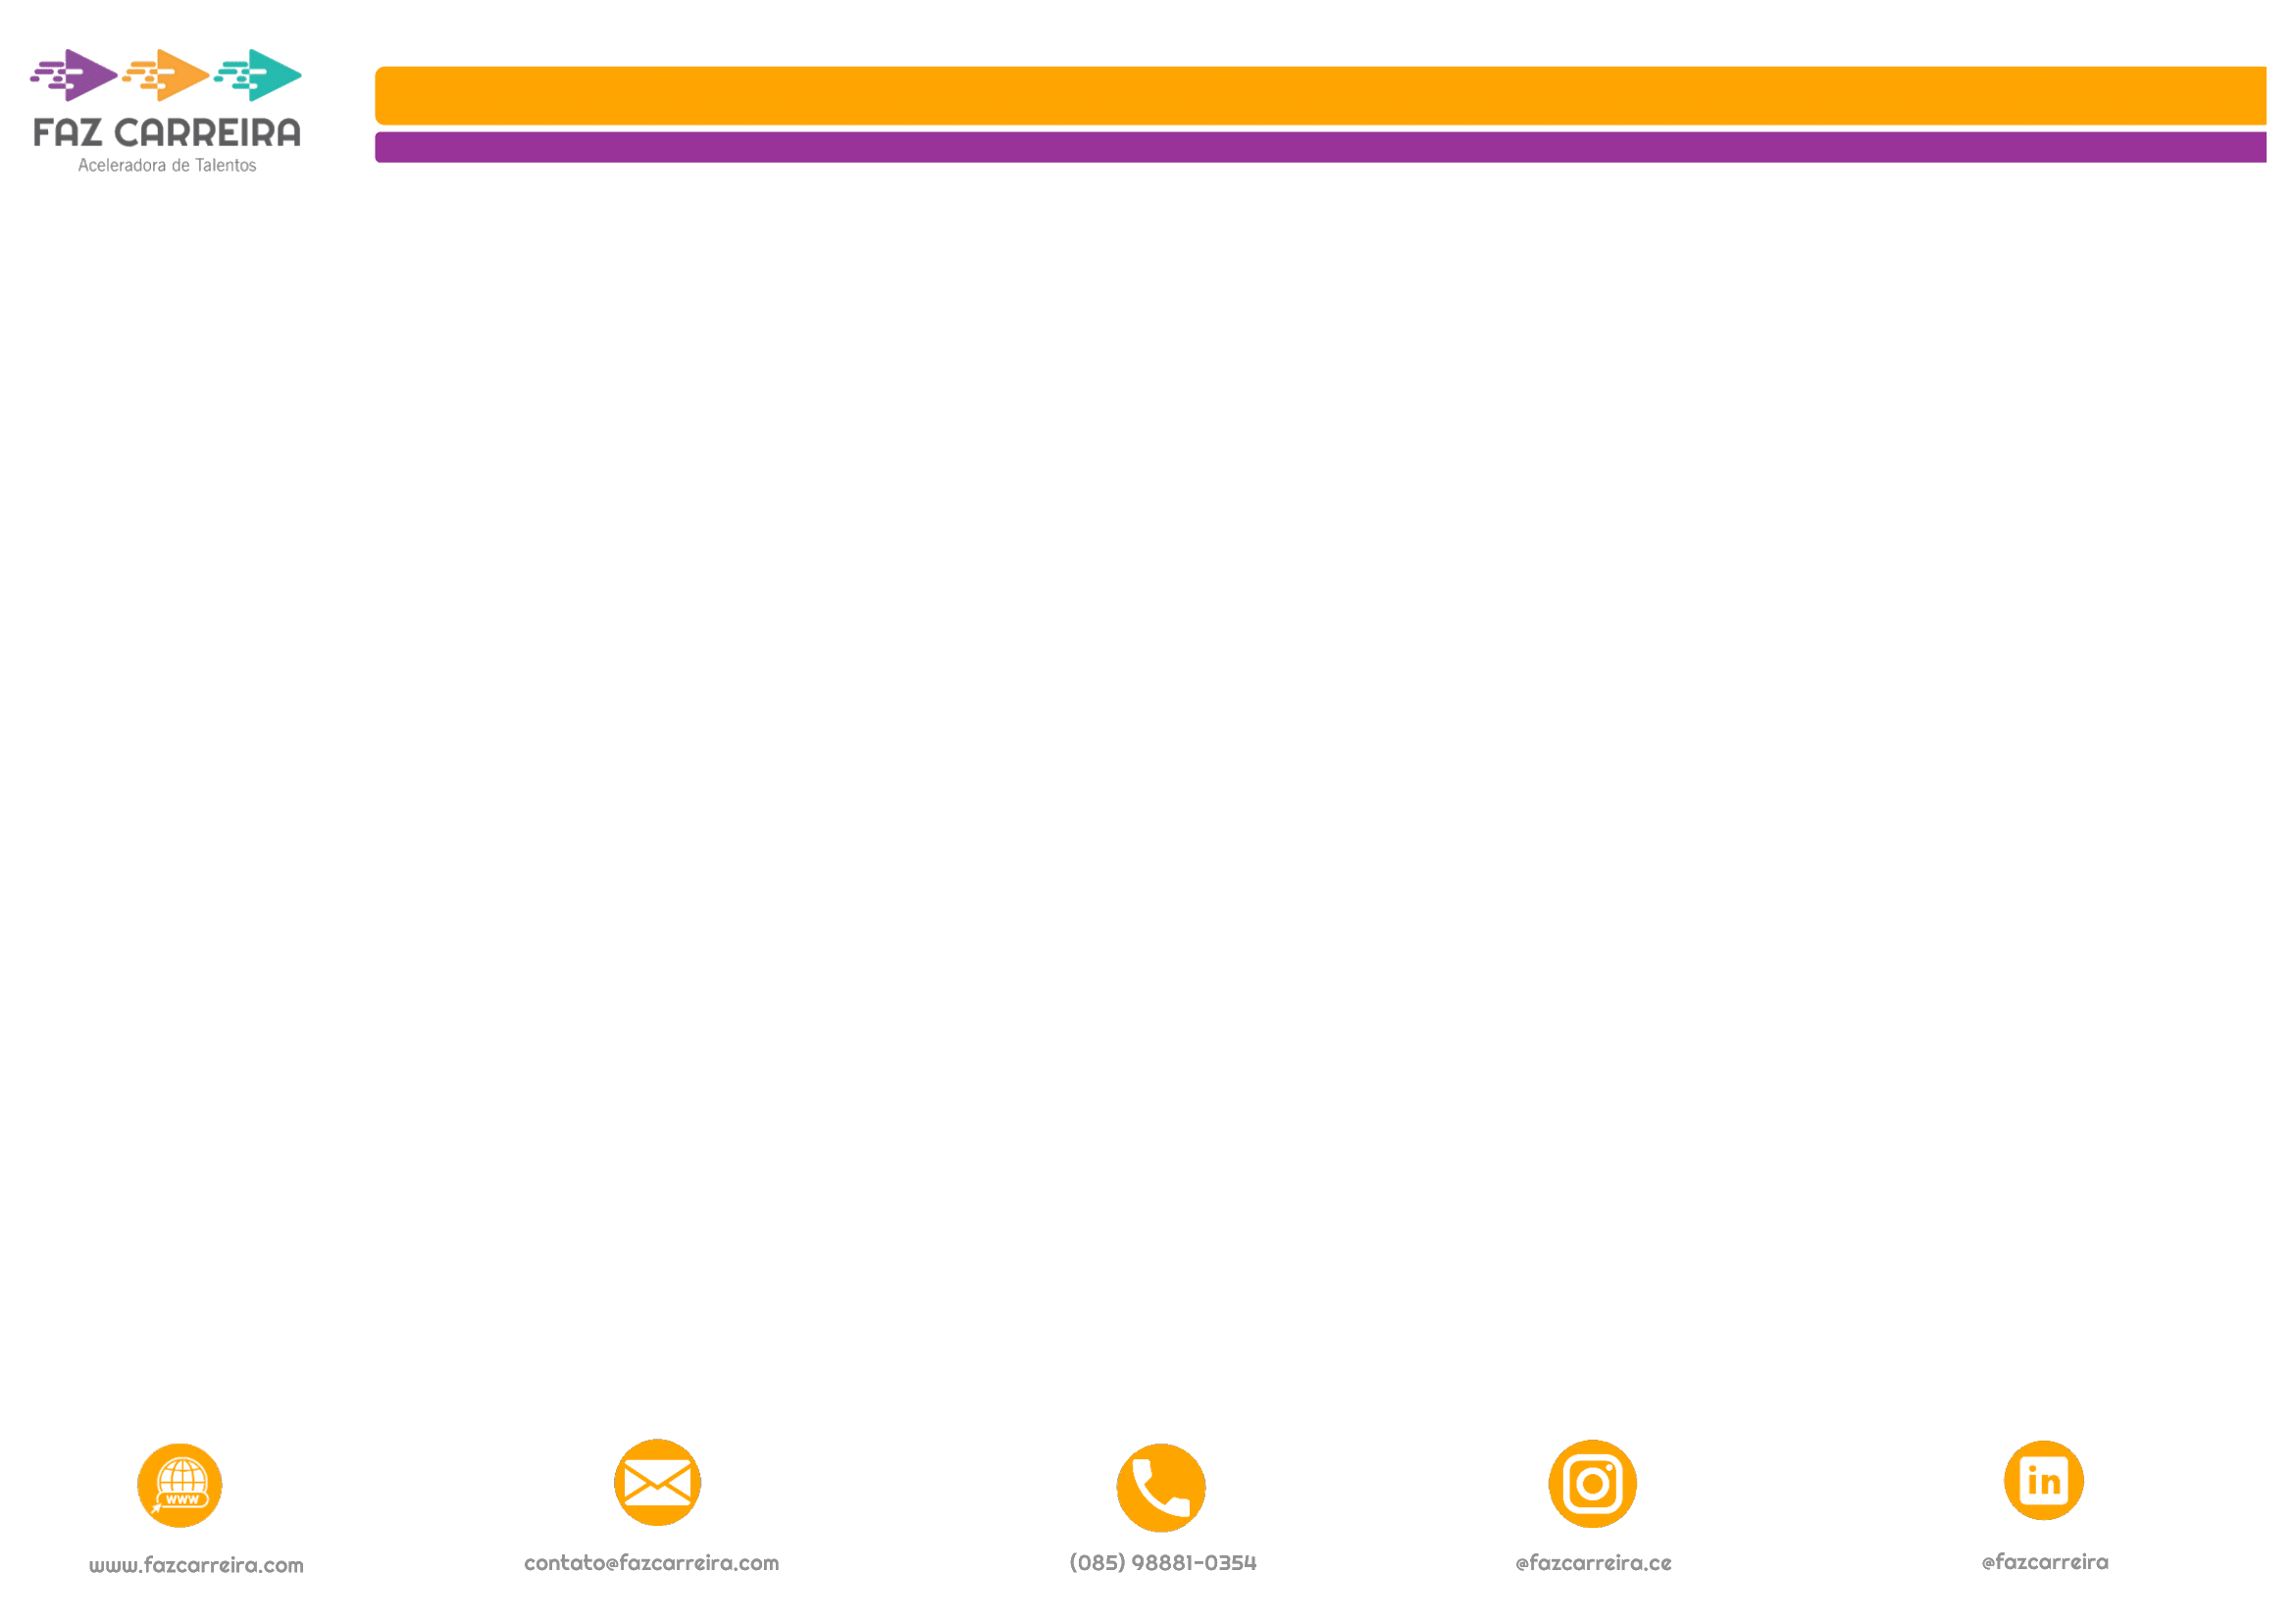 FAZ CARREIRA
Aceleradora de Talentos
www
www.fazcarreira.com
contato@fazcarreira.com
(085) 98881-0354
@fazcarreira.ce
in
@fazcarreira